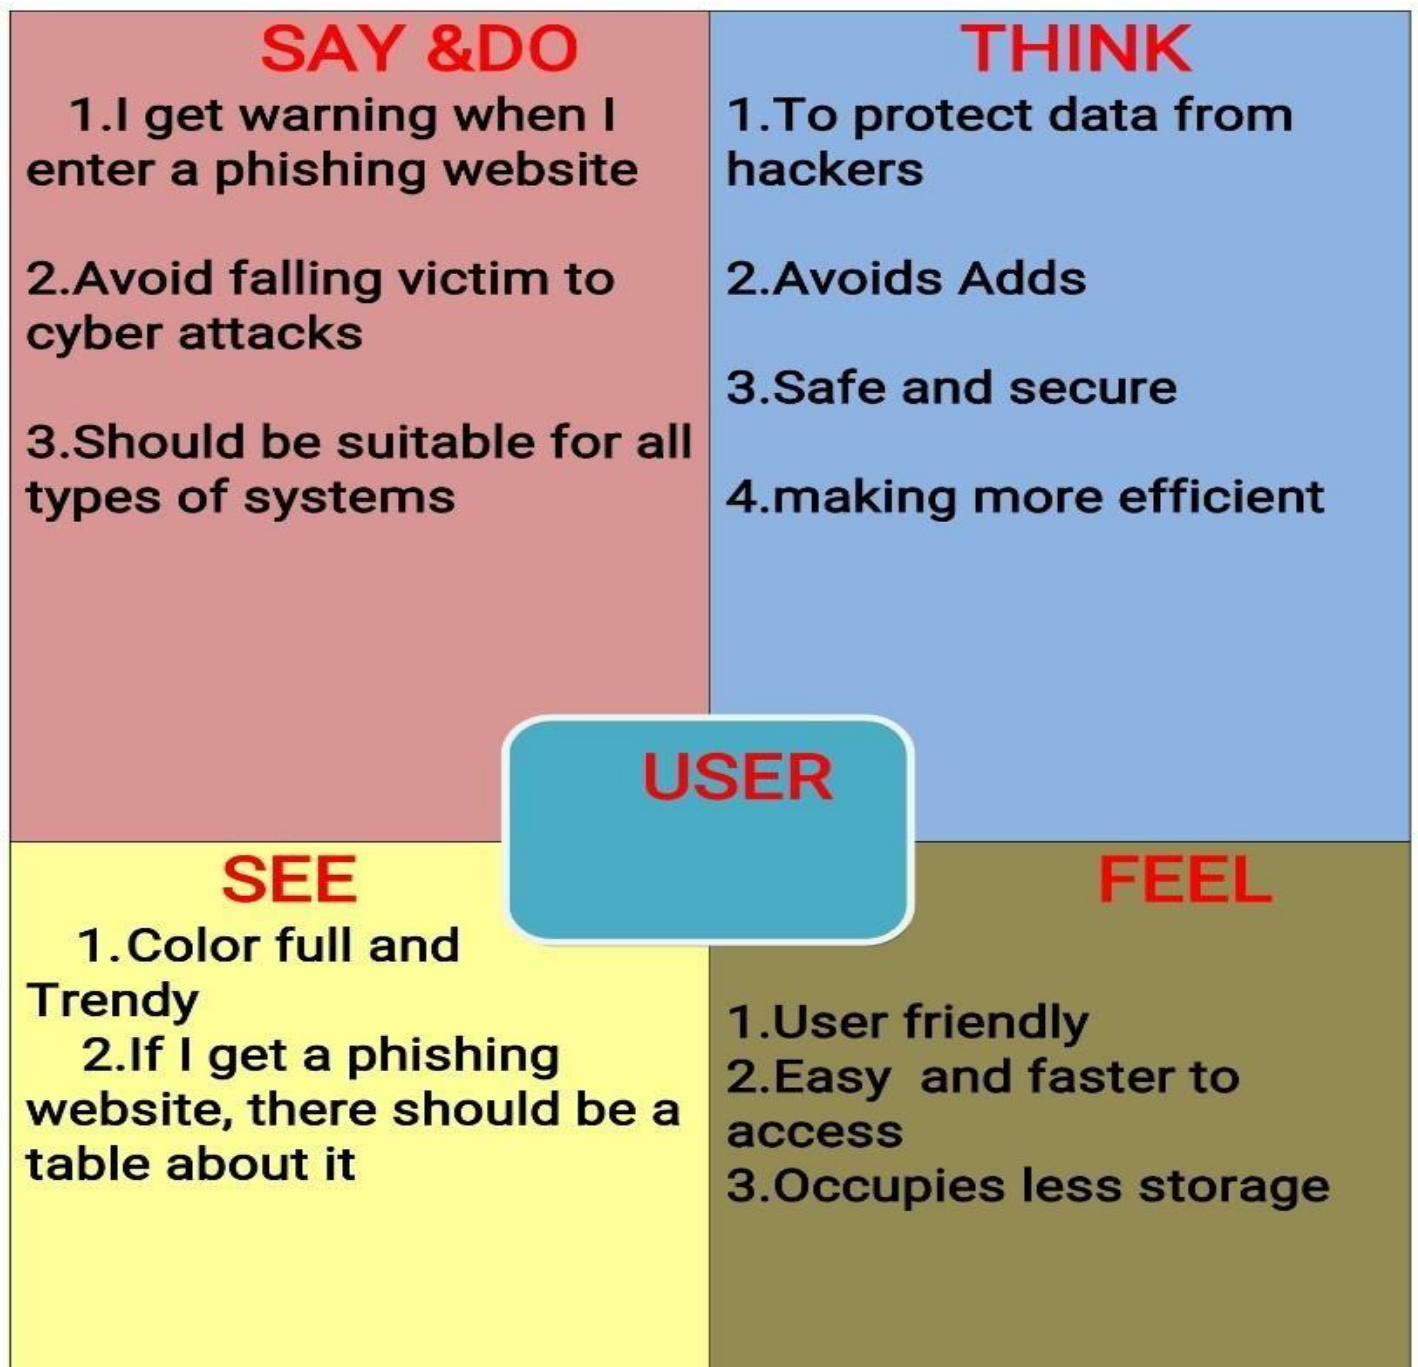 SAY &DO
1.I get warning when I
enter a phishing website
2.Avoid falling victim to
cyber attacks
3.Should be suitable for all
types of systems
THINK
1.To protect data from
hackers
2.Avoids Adds
3.Safe and secure
4.making more efficient
USER
SEE
1.Color full and
Trendy
2.If I get a phishing
website, there should be a
table about it
FEEL
1.User friendly
2.Easy and faster to
access
3.Occupies less storage